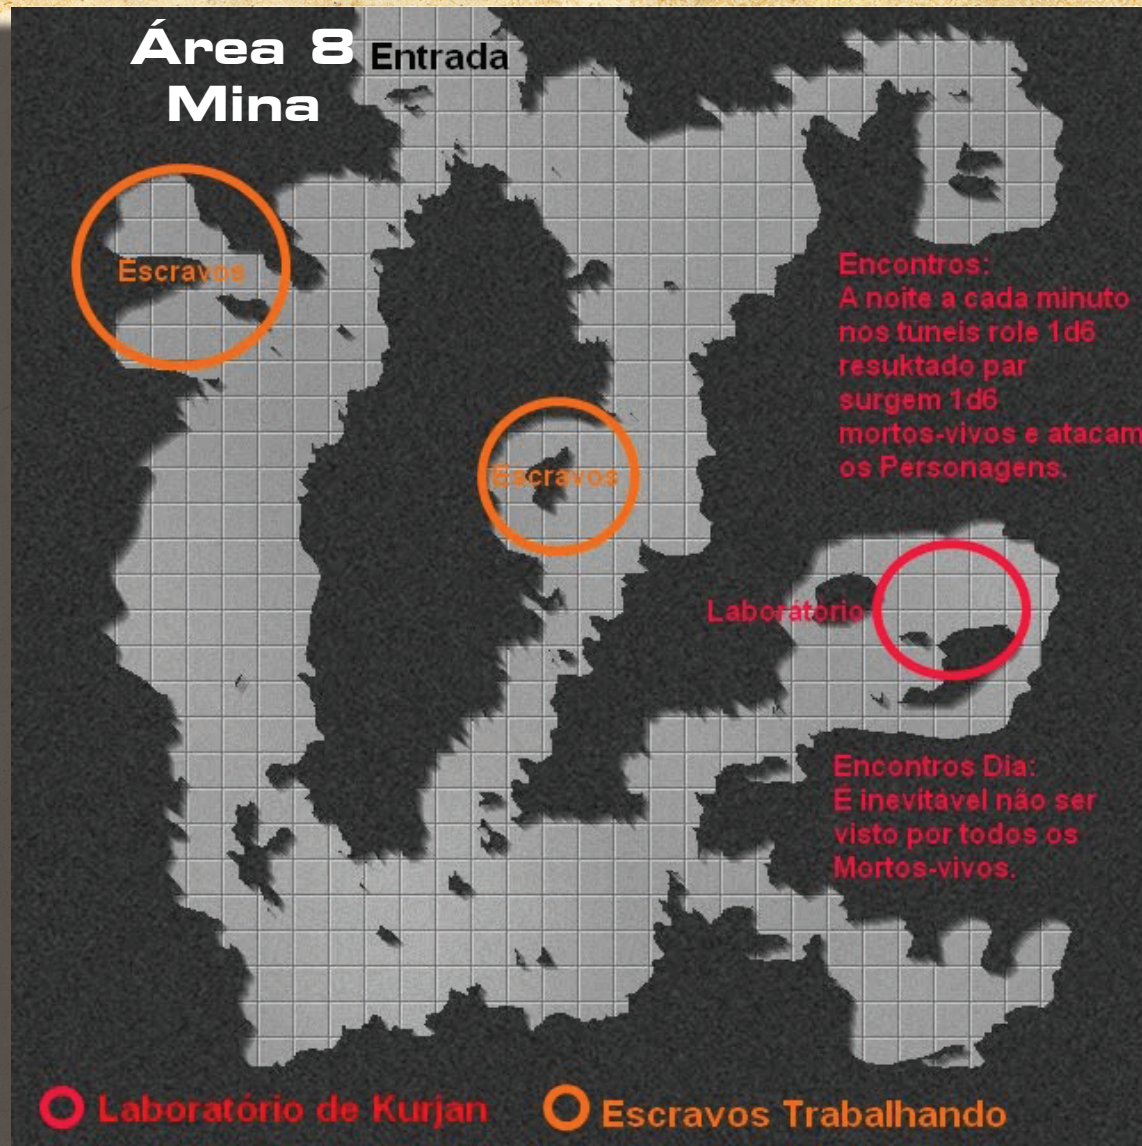 Área 8
Mina
Entrada
Escravos
Encontros:
A noite a cada minuto
nos tuneis role 1d6
resuktado par
surgem 1d6
mortos-vivos e atacam
os Personagens.
Escravos
Laboratório
Encontros Dia:
E inevitável não ser
visto por todos os
Mortos-vivos.
Laboratório de Kurjan
Escravos Trabalhando